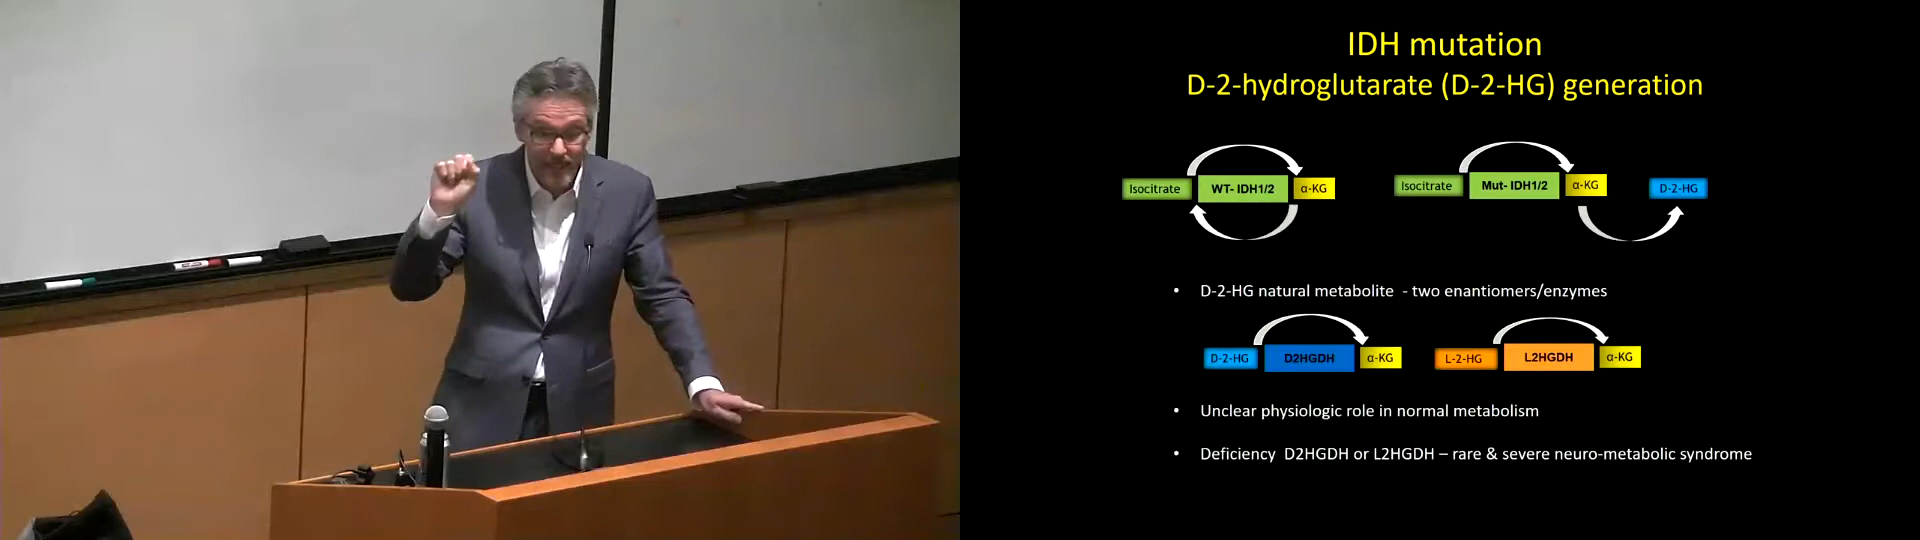 IDH mutation
D-2-hydroglutarate (D-2-HG) generation
Isocitrate WT- IDH1/2 α-KG
Isocitrate Mut- IDH1/2 α-KG D-2-HG
• D-2-HG natural metabolite - two enantiomers/enzymes
D-2-HG D2HGDH α-KG
L-2-HG L2HGDH α-KG
• Unclear physiologic role in normal metabolism
• Deficiency D2HGDH or L2HGDH – rare & severe neuro-metabolic syndrome